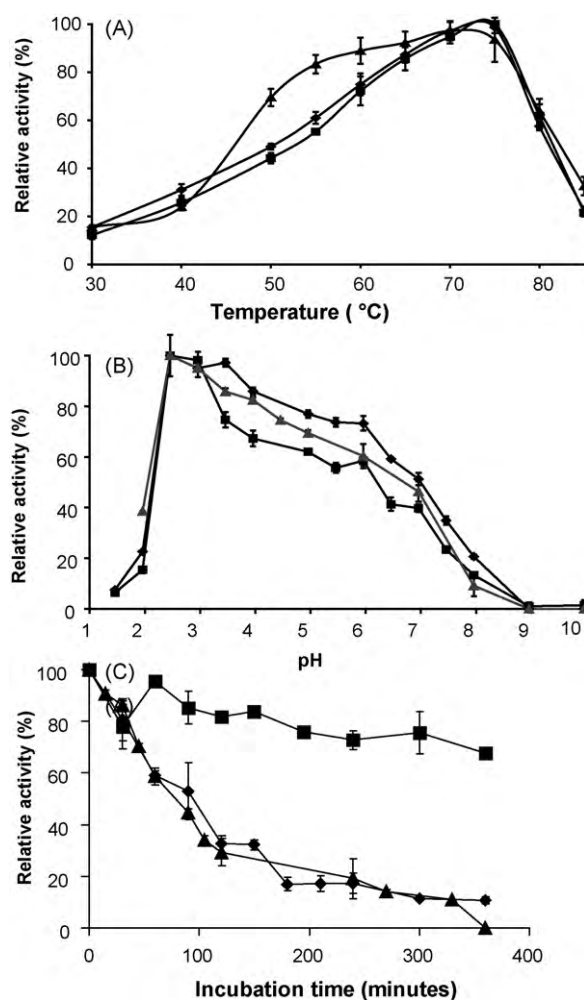 (A)
Relative activity (%)
100
80
60
40
20
0
30 40 50 60 70 80
Temperature ( °C)
(B)
Relative activity (%)
100
80
60
40
20
0
1 2 3 4 5 6 7 8 9 10
pH
(C)
Relative activity (%)
100
80
60
40
20
0
0 100 200 300 400
Incubation time (minutes)